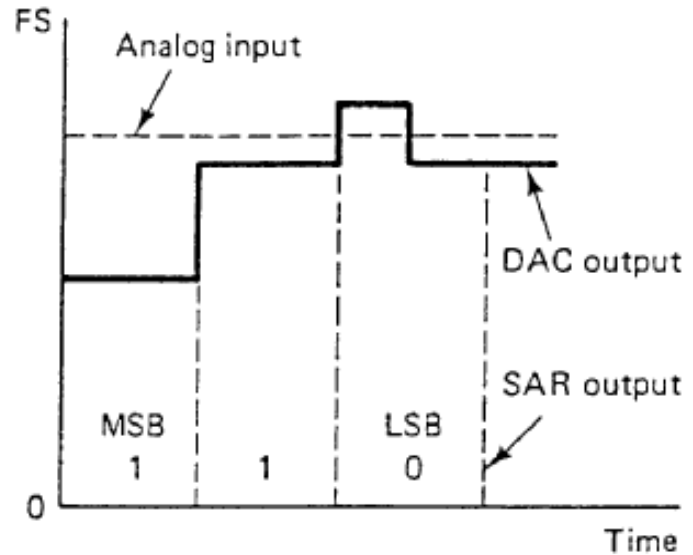 FS
Analog input
DAC output
SAR output
MSB LSB
1 1 0
0
Time